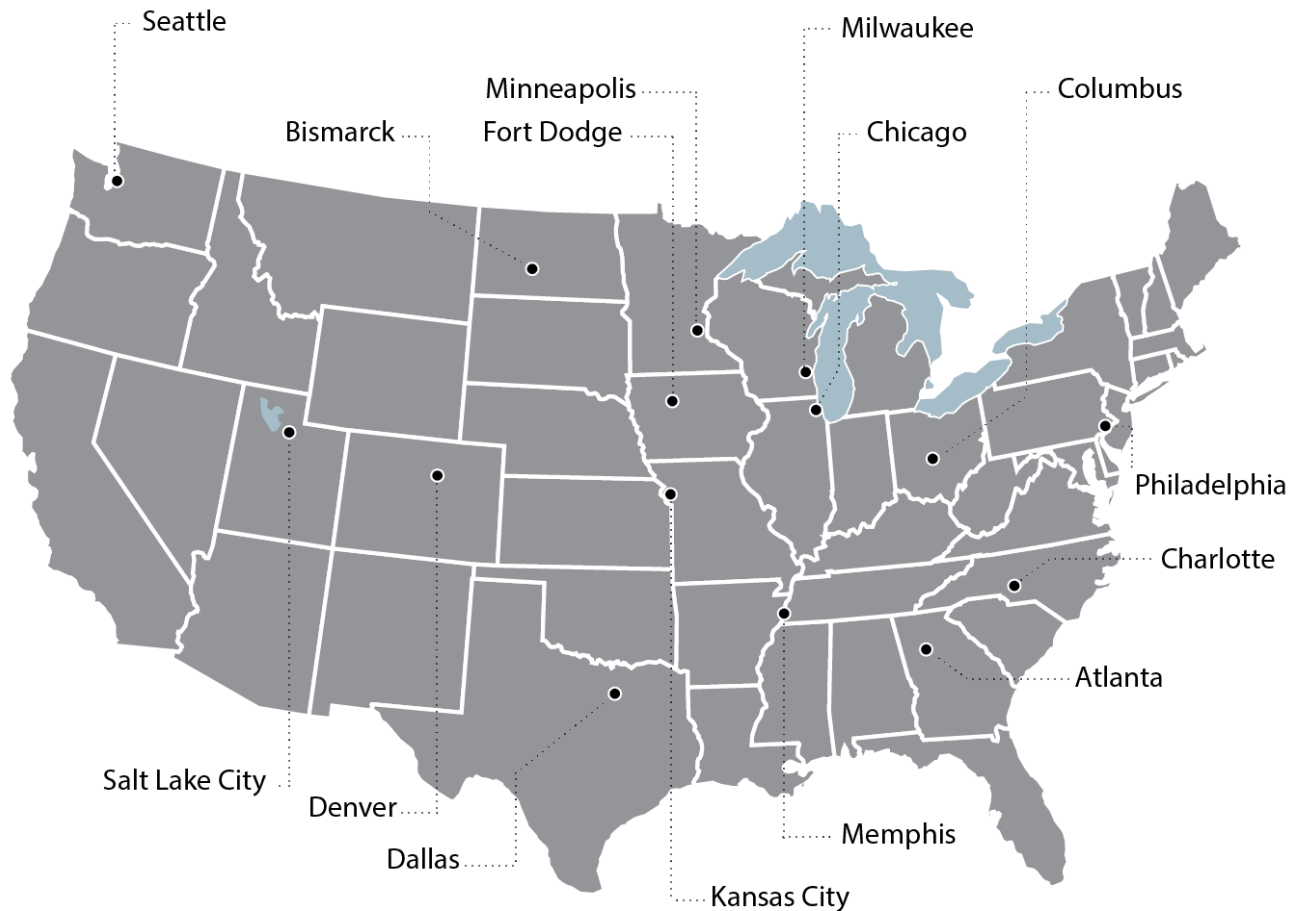 Seattle
Milwaukee
Minneapolis
Columbus
Bismarck
Fort Dodge
Chicago
Philadelphia
Charlotte
Atlanta
Salt Lake City
Denver
Memphis
Dallas
Kansas City